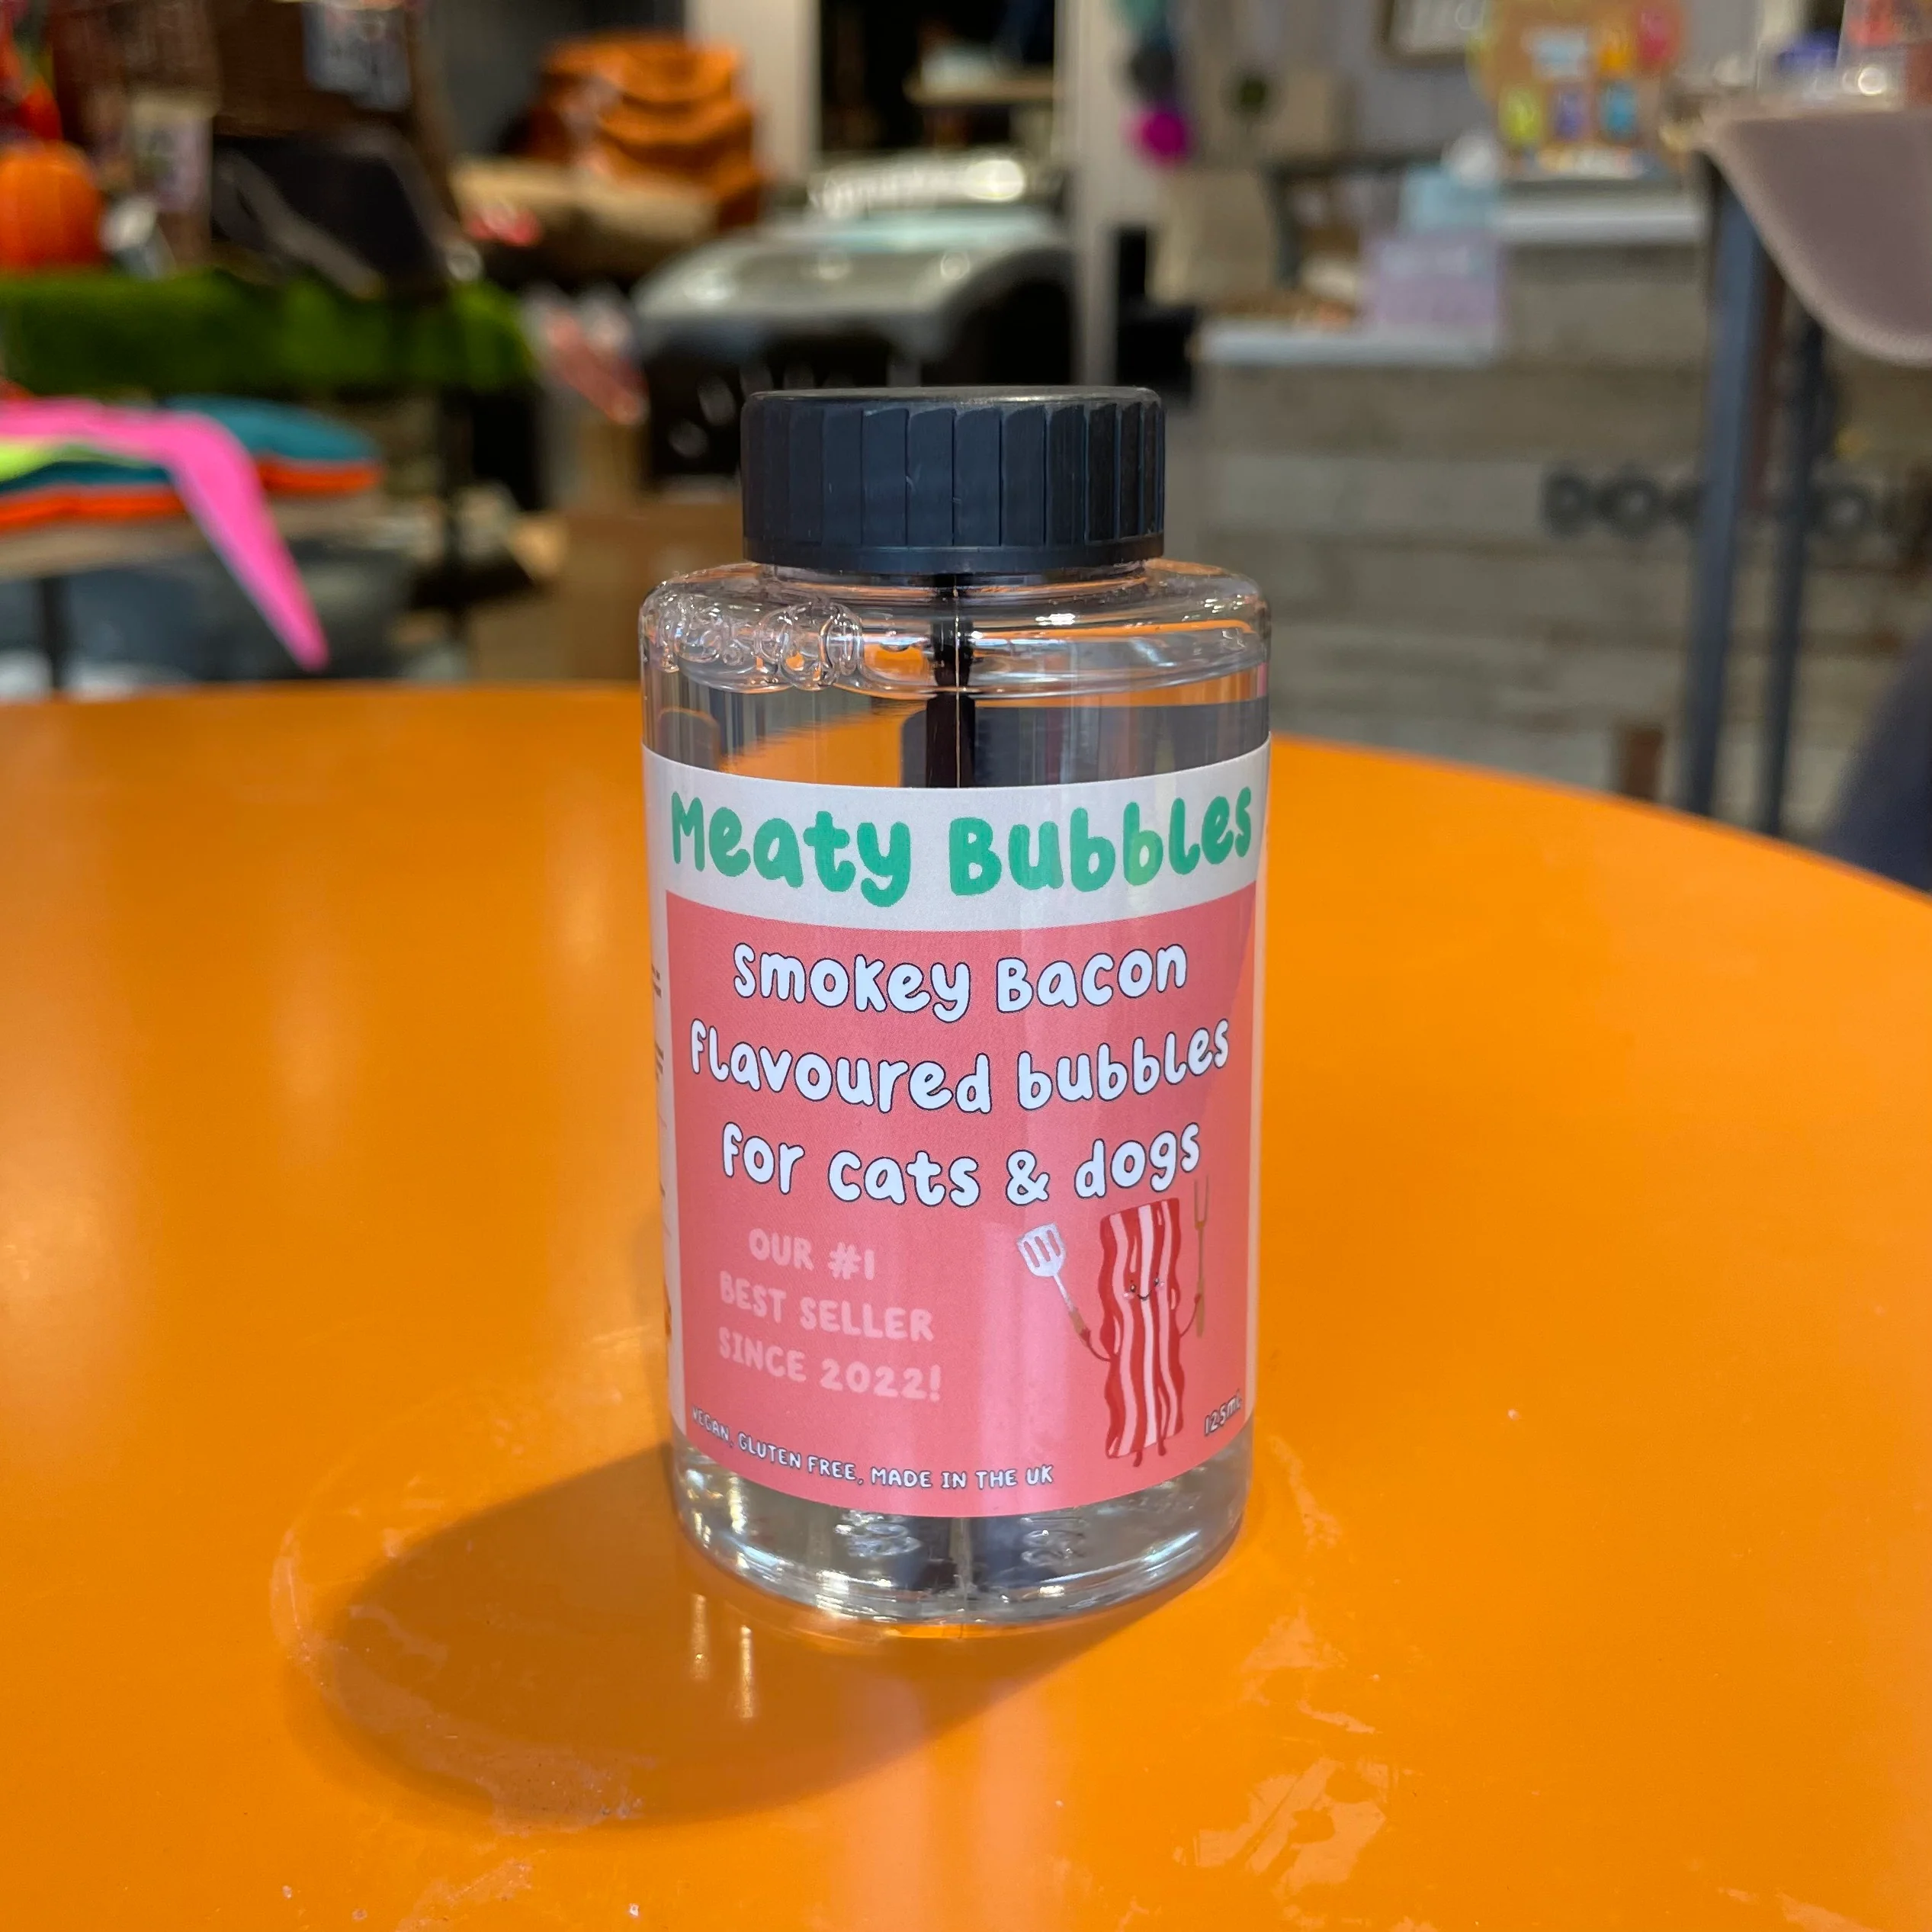 Meaty Bubbles
Smokey Bacon
flavoured bubbles
for cats & dogs
OUR #1
BEST SELLER
SINCE 2022!
VEGAN, GLUTEN FREE, MADE IN THE UK
125mL